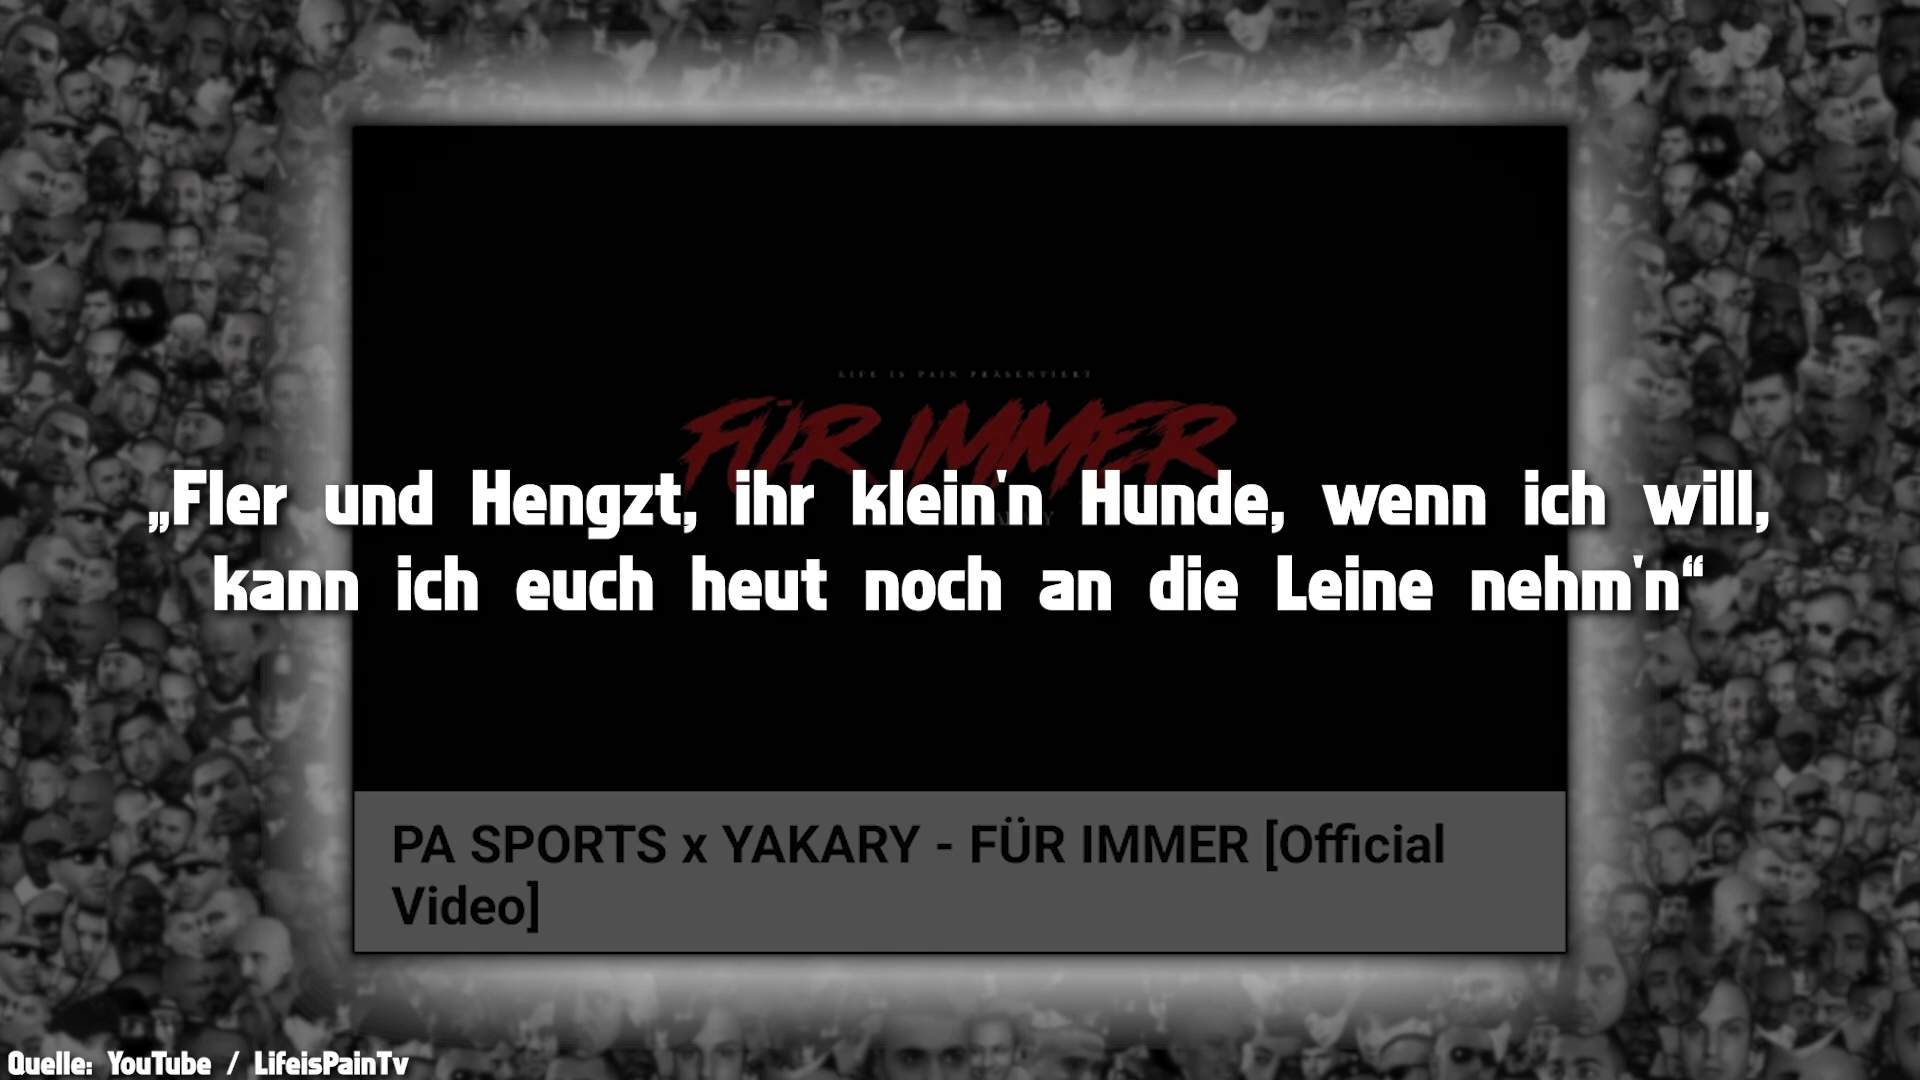 LIFE IS PAIN PRÄSENTIERT
FÜR IMMER
„Fler und Hengzt, ihr klein'n Hunde, wenn ich will,
kann ich euch heut noch an die Leine nehm'n“
PA SPORTS x YAKARY - FÜR IMMER [Official
Video]
Quelle: YouTube / LifeisPainTv